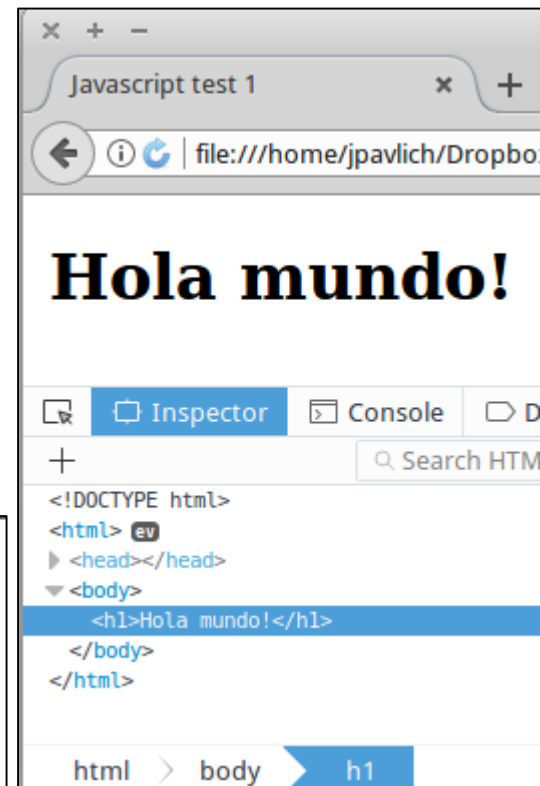 Javascript test 1
file:///home/jpavlich/Dropbo
Hola mundo!
Inspector Console
Search HTM
<!DOCTYPE html>
<html> ev
<head></head>
<body>
<h1>Hola mundo!</h1>
</body>
</html>
html body h1